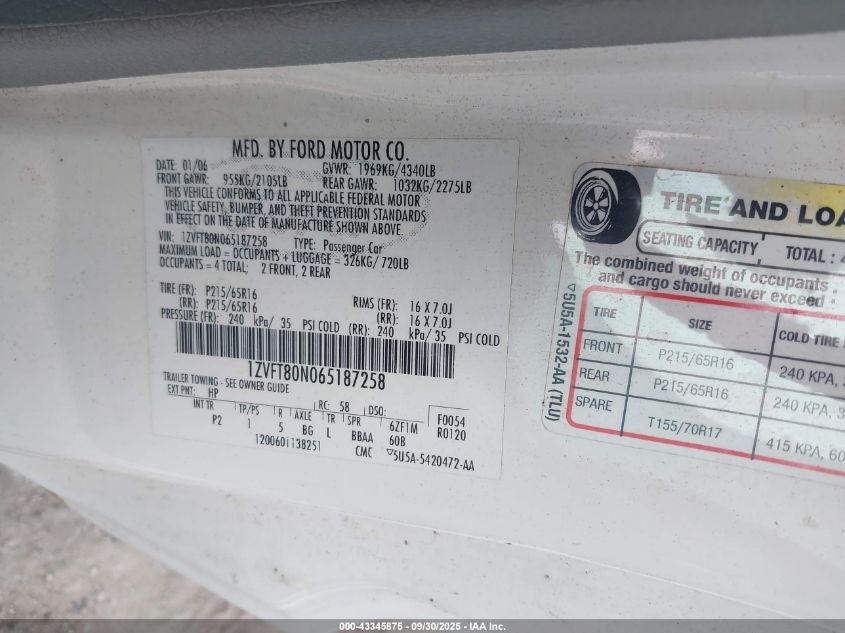 MFD. BY FORD MOTOR CO.
DATE: 01/06 GVWR: 1969KG/4340LB
FRONT GAWR: 955KG/2105LB REAR GAWR: 1032KG/2275LB
THIS VEHICLE CONFORMS TO ALL APPLICABLE FEDERAL MOTOR
VEHICLE SAFETY, BUMPER, AND THEFT PREVENTION STANDARDS
IN EFFECT ON THE DATE OF MANUFACTURE SHOWN ABOVE.
VIN: 1ZVFT80N065187258 TYPE: Passenger Car
MAXIMUM LOAD = OCCUPANTS + LUGGAGE = 326KG/720LB
OCCUPANTS = 4 TOTAL; 2 FRONT, 2 REAR
TIRE (FR): P215/65R16 RIMS (FR): 16 X 7.0J
(RR): P215/65R16 (RR): 16 X 7.0J
PRESSURE (FR): 240 kPa/ 35 PSI COLD (RR): 240 kPa/ 35 PSI COLD
1ZVFT80N065187258
TRAILER TOWING - SEE OWNER GUIDE
EXT PNT: HP RC: 58 DSO: F0054
INT TR TP/PS R AXLE TR SPR 6ZF1M R0120
P2 1 5 BG L BBAA 60B
1200601138251 CMC ▽5U5A-5420472-AA
TIRE AND LOA
SEATING CAPACITY TOTAL : 4
The combined weight of occupants
and cargo should never exceed :
▽5U5A-1532-AA (TLU)
TIRE SIZE COLD TIRE
FRONT P215/65R16 240 KPA, 3
REAR P215/65R16 240 KPA, 3
SPARE T155/70R17 415 KPA, 60
000-43345875 - 09/30/2025 - IAA Inc.